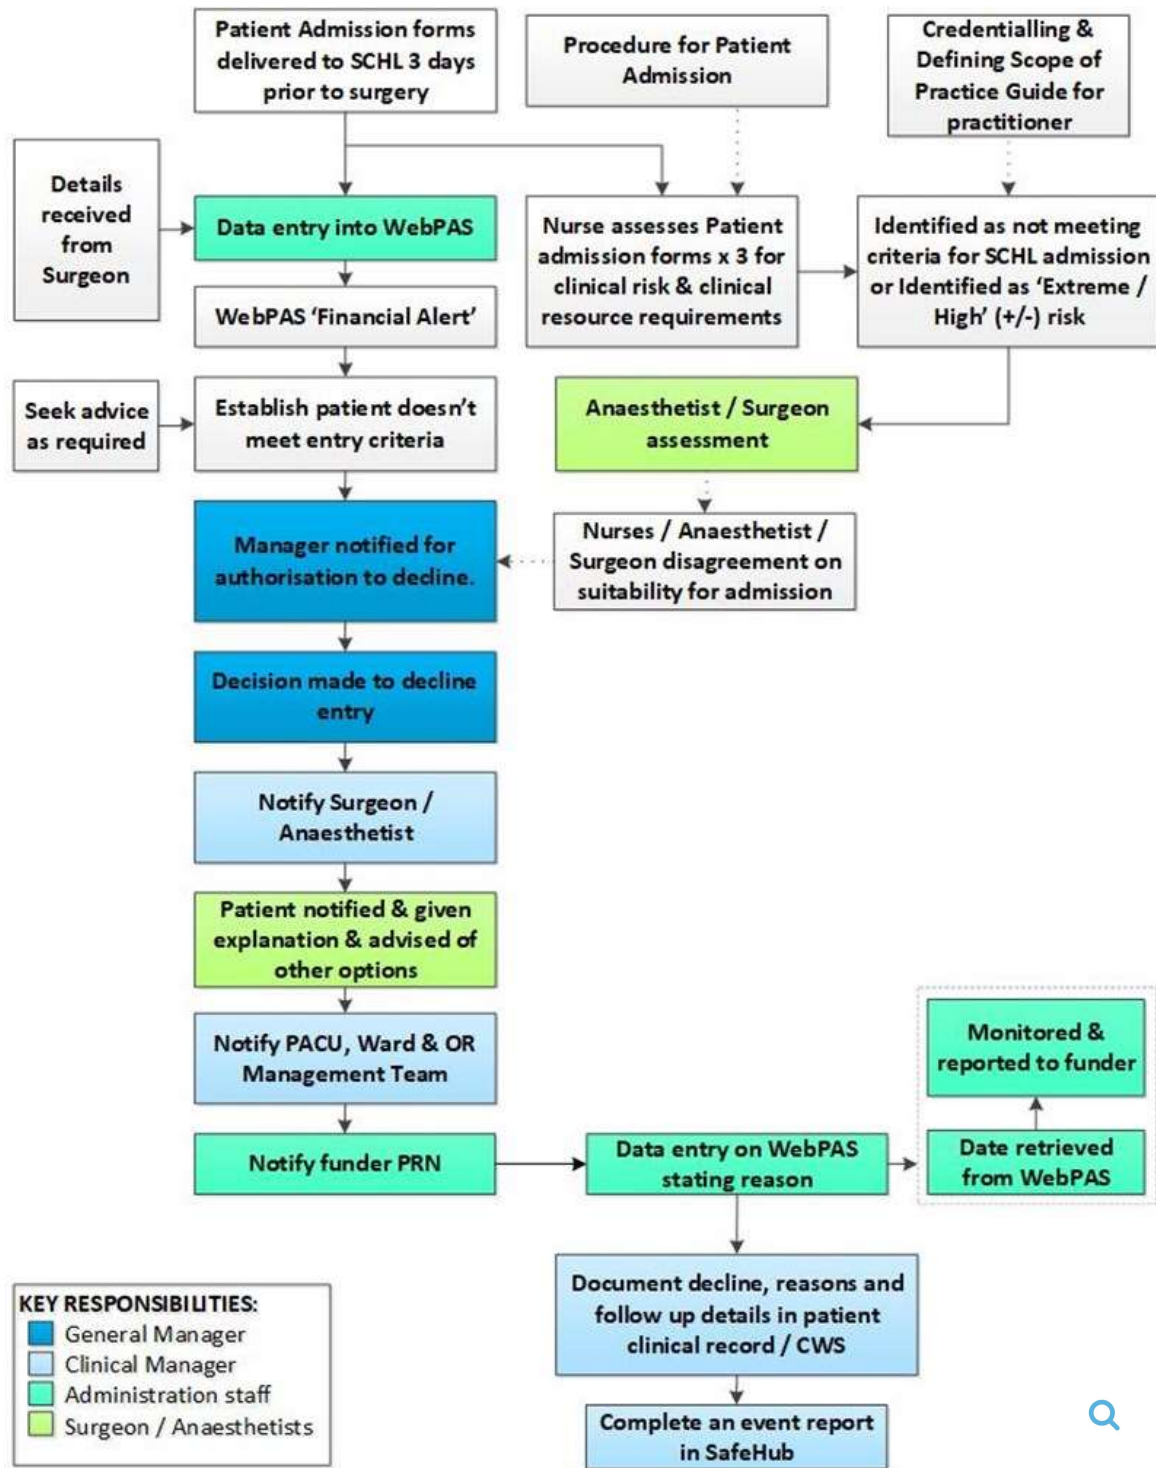 Patient Admission forms
delivered to SCHL 3 days
prior to surgery
Procedure for Patient
Admission
Credentialling &
Defining Scope of
Practice Guide for
practitioner
Details
received
from
Surgeon
Data entry into WebPAS
Nurse assesses Patient
admission forms x 3 for
clinical risk & clinical
resource requirements
Identified as not meeting
criteria for SCHL admission
or Identified as ‘Extreme /
High’ (+/-) risk
WebPAS ‘Financial Alert’
Seek advice
as required
Establish patient doesn’t
meet entry criteria
Anaesthetist / Surgeon
assessment
Manager notified for
authorisation to decline.
Nurses / Anaesthetist /
Surgeon disagreement on
suitability for admission
Decision made to decline
entry
Notify Surgeon /
Anaesthetist
Patient notified & given
explanation & advised of
other options
Notify PACU, Ward & OR
Management Team
Notify funder PRN
Data entry on WebPAS
stating reason
Monitored &
reported to funder
Date retrieved
from WebPAS
Document decline, reasons and
follow up details in patient
clinical record / CWS
Complete an event report
in SafeHub
KEY RESPONSIBILITIES:
General Manager
Clinical Manager
Administration staff
Surgeon / Anaesthetists